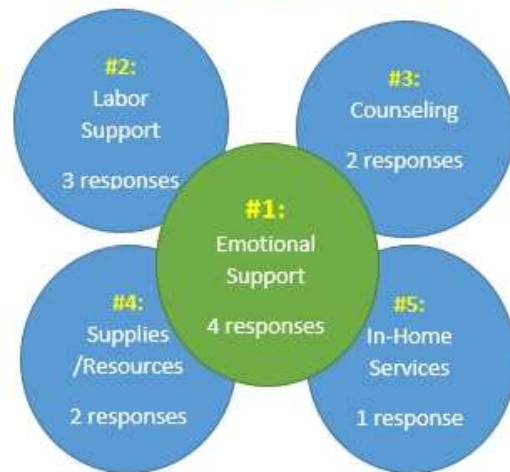 #2:
Labor
Support
3 responses
#3:
Counseling
2 responses
#1:
Emotional
Support
4 responses
#4:
Supplies
/Resources
2 responses
#5:
In-Home
Services
1 response